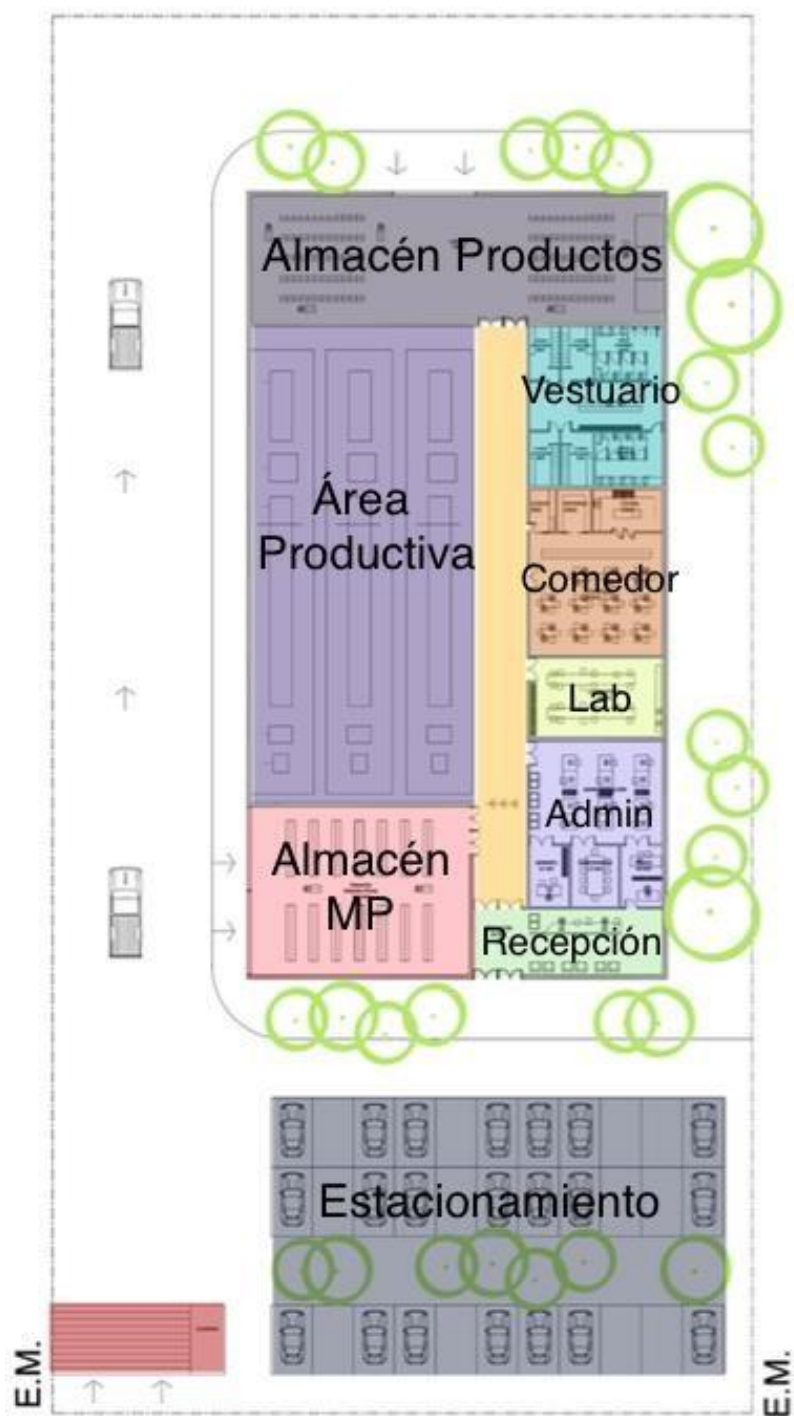 Almacén Productos
Vestuario
Área
Productiva
Comedor
Lab
Admin
Almacén
MP
Recepción
Estacionamiento
E.M.
E.M.